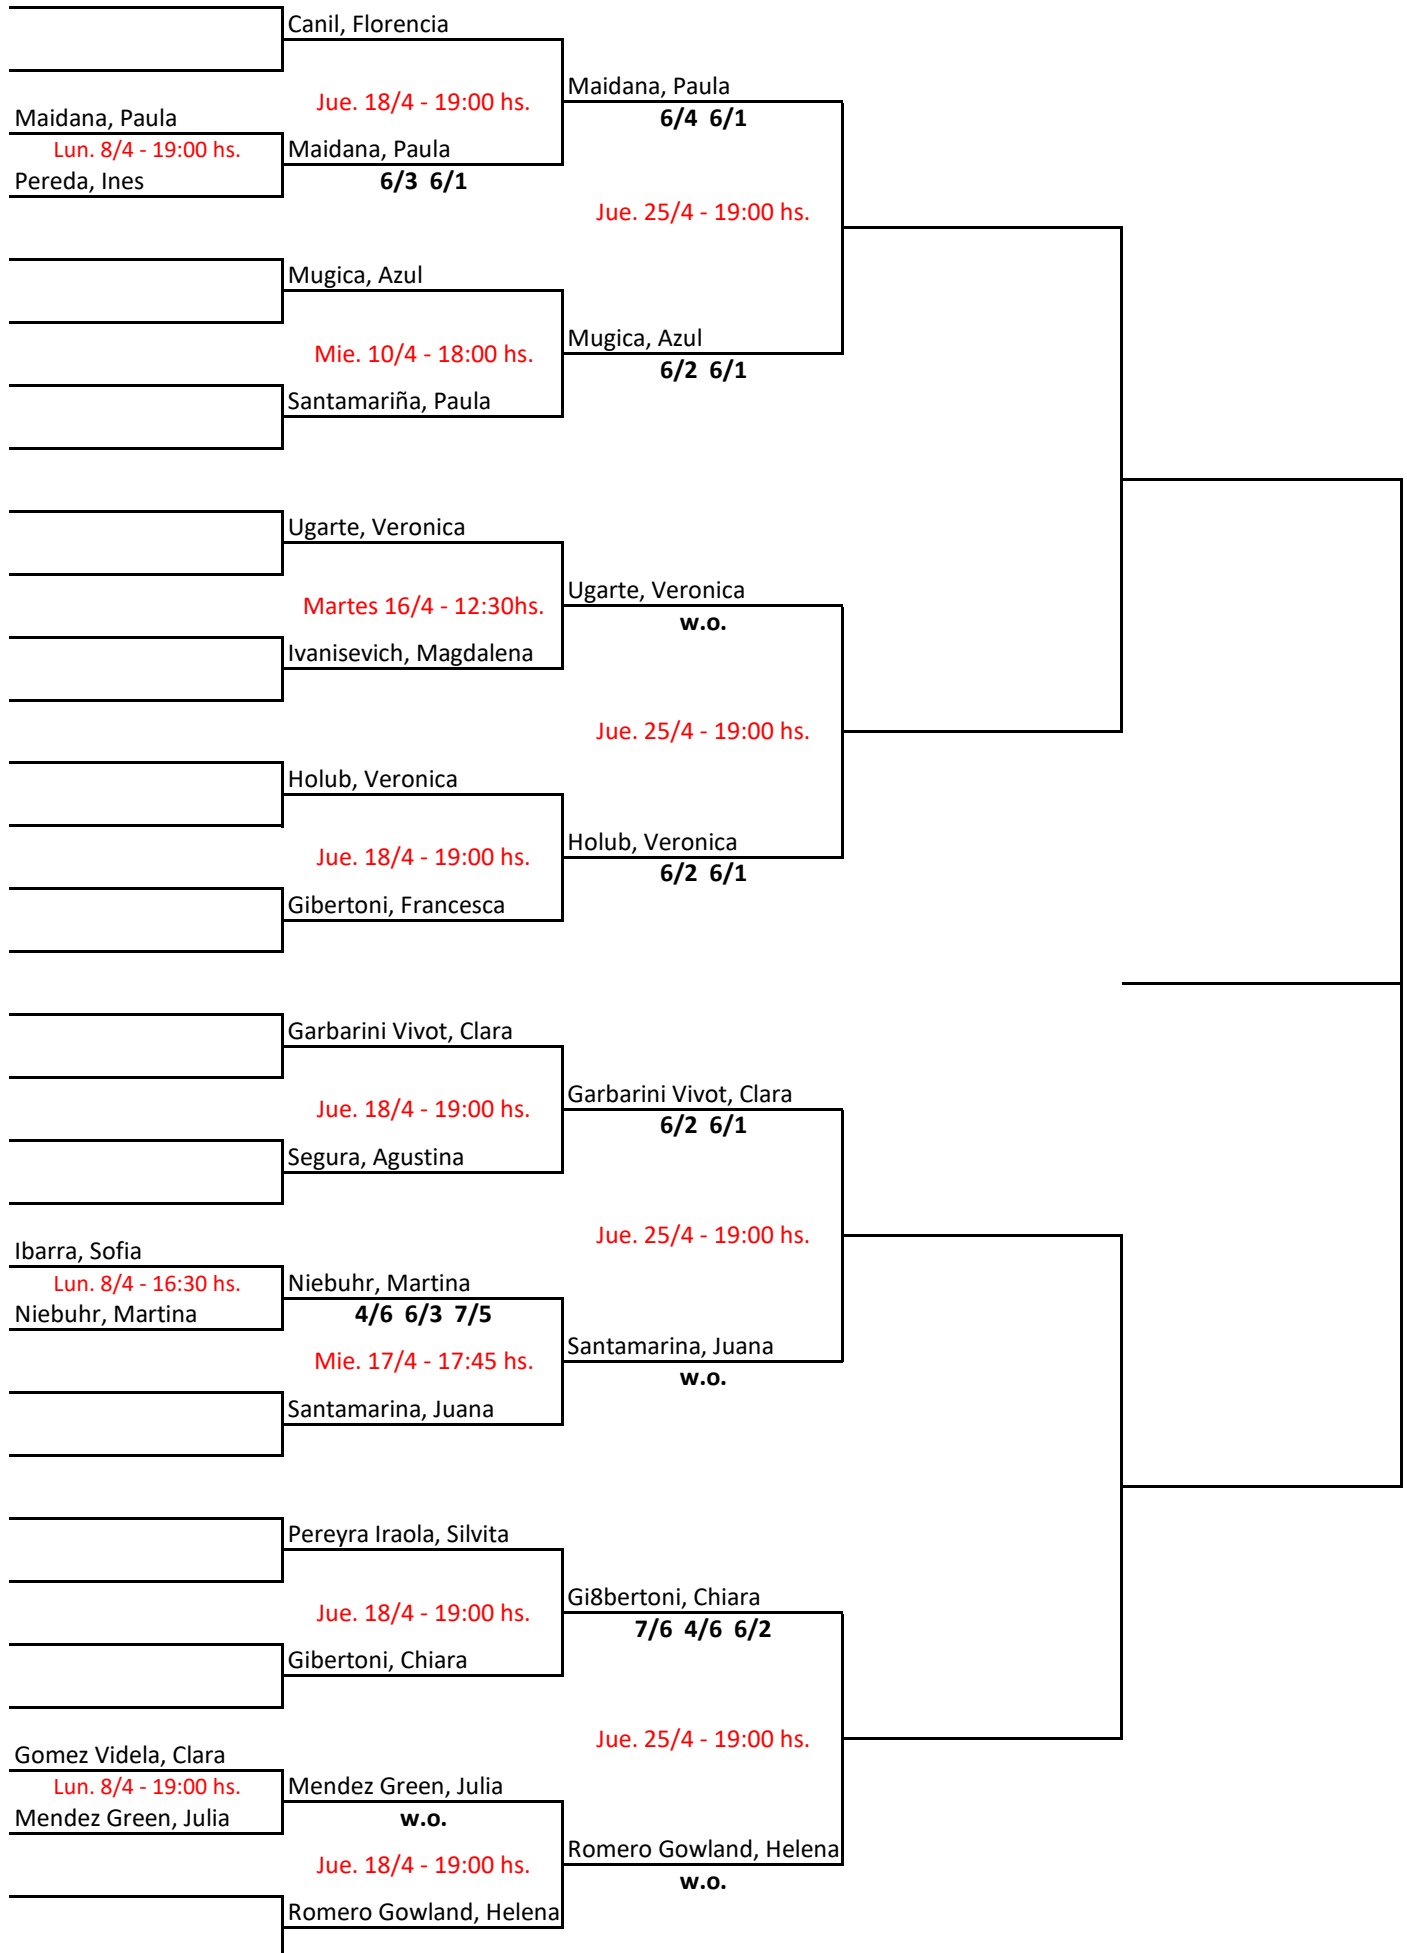 Canil, Florencia
Jue. 18/4 - 19:00 hs.
Maidana, Paula
6/4 6/1
Maidana, Paula
Lun. 8/4 - 19:00 hs.
Pereda, Ines
Maidana, Paula
6/3 6/1
Jue. 25/4 - 19:00 hs.
Mugica, Azul
Mie. 10/4 - 18:00 hs.
Mugica, Azul
6/2 6/1
Santamariña, Paula
Ugarte, Veronica
Martes 16/4 - 12:30hs.
Ugarte, Veronica
w.o.
Ivanisevich, Magdalena
Jue. 25/4 - 19:00 hs.
Holub, Veronica
Jue. 18/4 - 19:00 hs.
Holub, Veronica
6/2 6/1
Gibertoni, Francesca
Garbarini Vivot, Clara
Jue. 18/4 - 19:00 hs.
Garbarini Vivot, Clara
6/2 6/1
Segura, Agustina
Jue. 25/4 - 19:00 hs.
Ibarra, Sofia
Lun. 8/4 - 16:30 hs.
Niebuhr, Martina
Niebuhr, Martina
4/6 6/3 7/5
Mie. 17/4 - 17:45 hs.
Santamarina, Juana
w.o.
Santamarina, Juana
Pereyra Iraola, Silvita
Jue. 18/4 - 19:00 hs.
Gi8bertoni, Chiara
7/6 4/6 6/2
Gibertoni, Chiara
Jue. 25/4 - 19:00 hs.
Gomez Videla, Clara
Lun. 8/4 - 19:00 hs.
Mendez Green, Julia
Mendez Green, Julia
w.o.
Jue. 18/4 - 19:00 hs.
Romero Gowland, Helena
w.o.
Romero Gowland, Helena